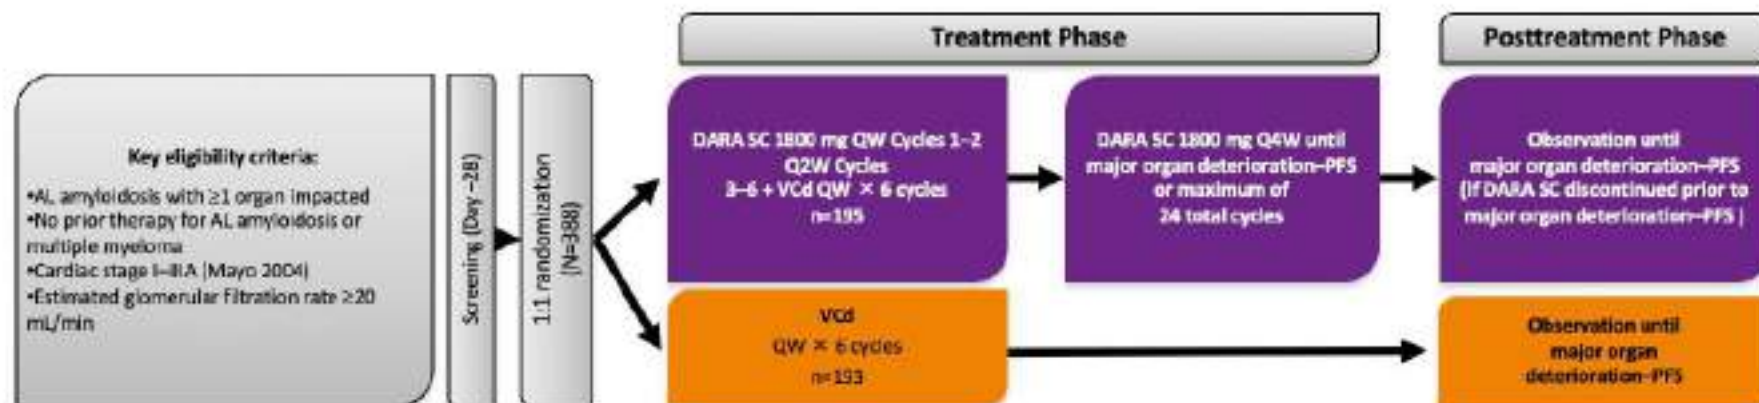 Treatment Phase
Posttreatment Phase
Key eligibility criteria:
•AL amyloidosis with ≥1 organ impacted
•No prior therapy for AL amyloidosis or
multiple myeloma
•Cardiac stage I–IIIA (Mayo 2004)
•Estimated glomerular Filtration rate ≥20
mL/min
Screening (Day –28)
1:1 randomization
(N=388)
DARA SC 1800 mg QW Cycles 1–2
Q2W Cycles
3–6 + VCd QW × 6 cycles
n=195
DARA SC 1800 mg Q4W until
major organ deterioration–PFS
or maximum of
24 total cycles
Observation until
major organ deterioration–PFS
(If DARA SC discontinued prior to
major organ deterioration–PFS )
VCd
QW × 6 cycles
n=193
Observation until
major organ
deterioration–PFS